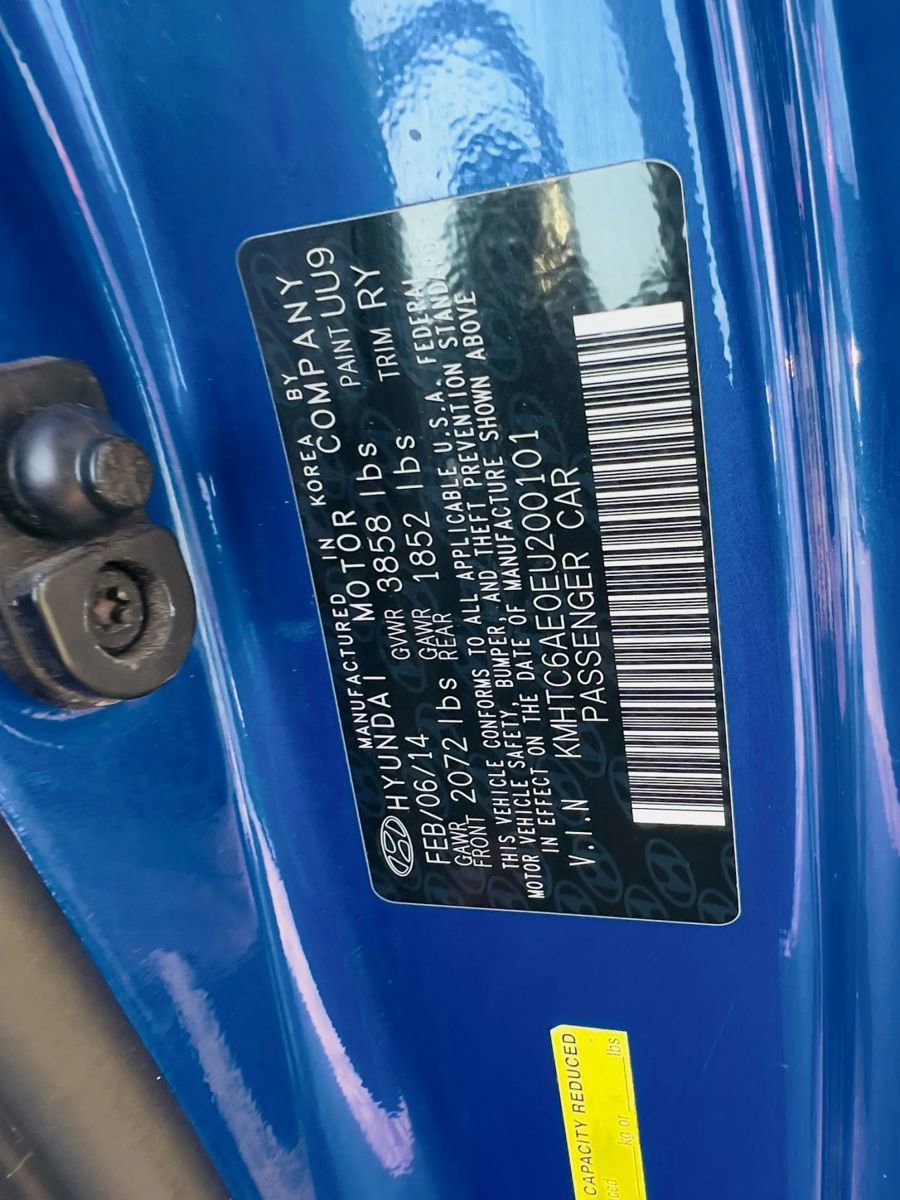 MANUFACTURED IN KOREA BY
HYUNDAI MOTOR COMPANY
FEB/06/14 GVWR 3858 lbs PAINT UU9
GAWR FRONT 2072 lbs GAWR REAR 1852 lbs TRIM RY
THIS VEHICLE CONFORMS TO ALL APPLICABLE U.S.A. FEDERAL
MOTOR VEHICLE SAFETY, BUMPER, AND THEFT PREVENTION STANDARDS
IN EFFECT ON THE DATE OF MANUFACTURE SHOWN ABOVE
V.I.N KMHTC6AE0EU200101
PASSENGER CAR
CAPACITY REDUCED
kg or lbs